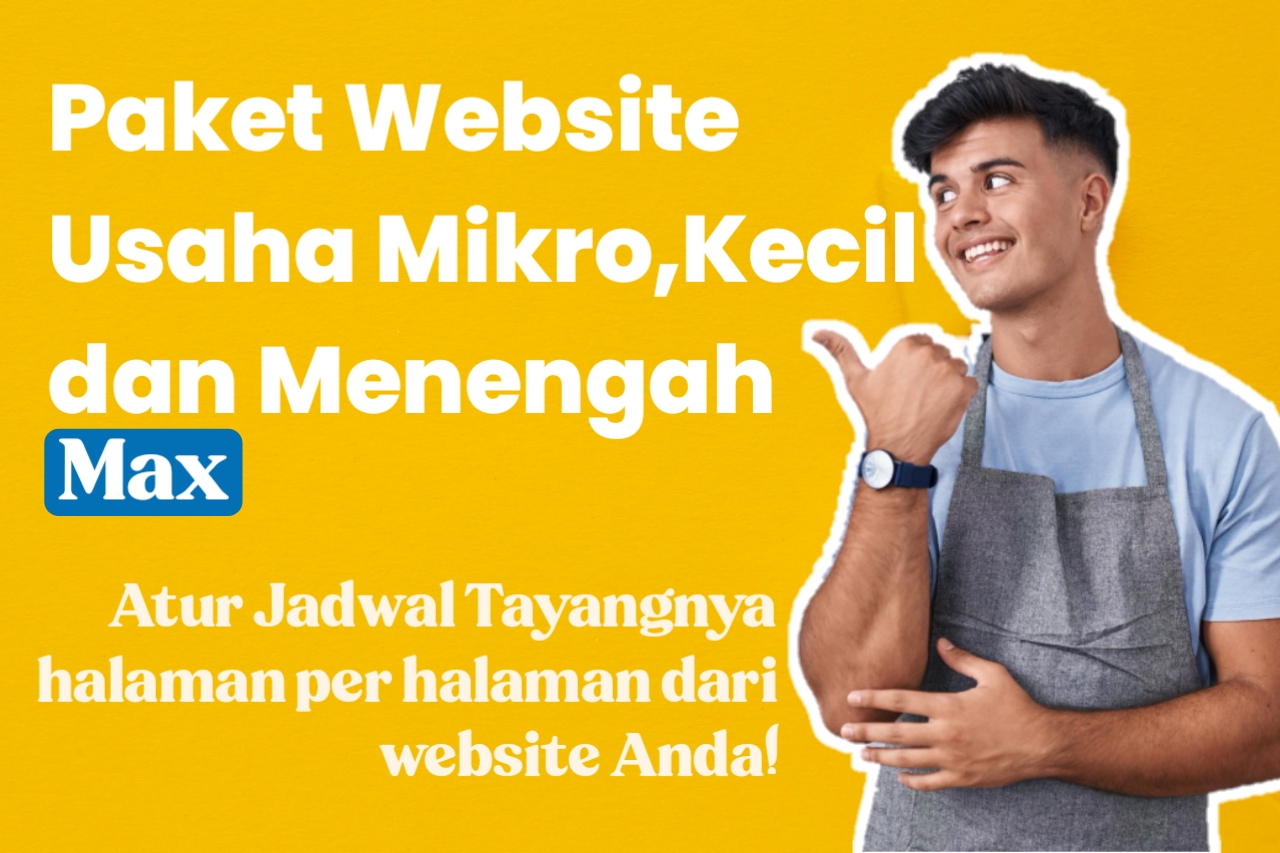 Paket Website
Usaha Mikro,Kecil
dan Menengah
Max
Atur Jadwal Tayangnya
halaman per halaman dari
website Anda!